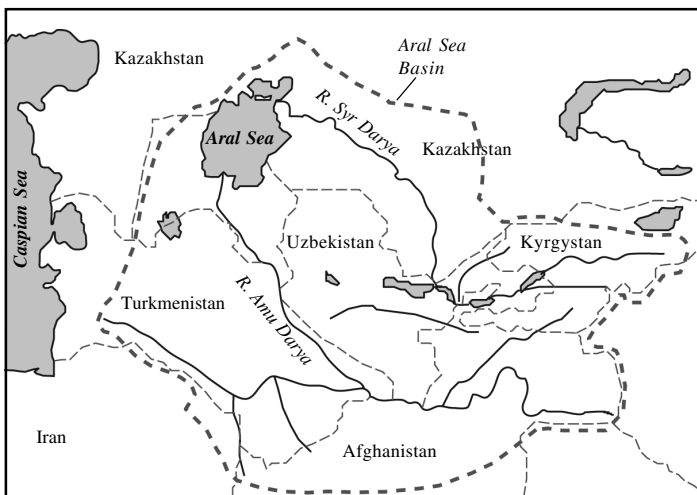 Kazakhstan
Aral Sea
Basin
R. Syr Darya
Aral Sea
Kazakhstan
Caspian Sea
Uzbekistan
Kyrgystan
Turkmenistan
R. Amu Darya
Iran
Afghanistan